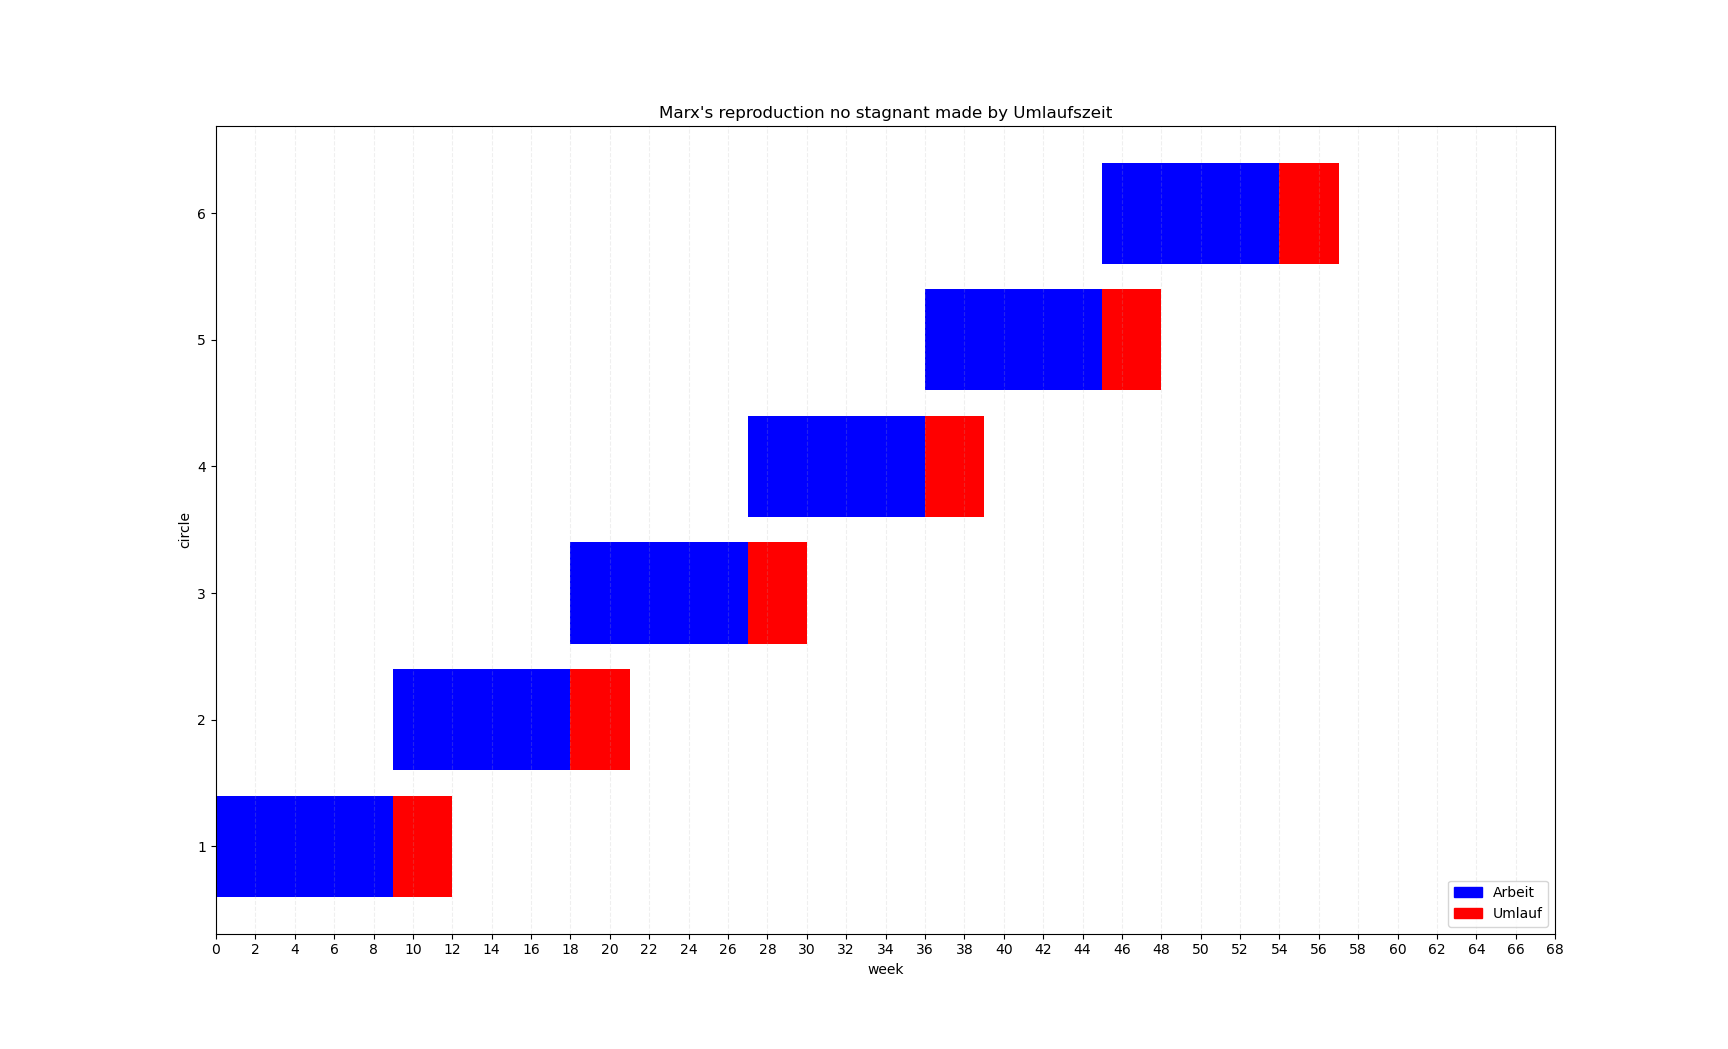 Marx's reproduction no stagnant made by Umlaufszeit
6
5
4
3
2
1
circle
Arbeit
Umlauf
0 2 4 6 8 10 12 14 16 18 20 22 24 26 28 30 32 34 36 38 40 42 44 46 48 50 52 54 56 58 60 62 64 66 68
week